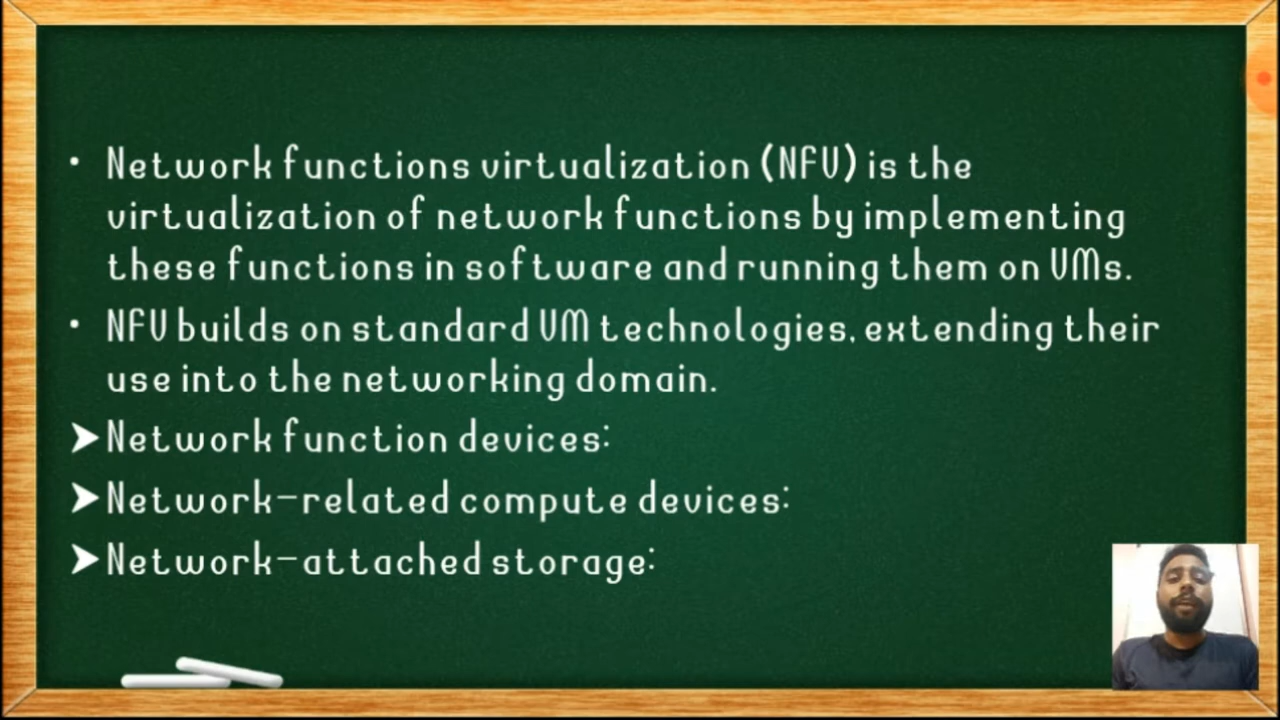 • Network functions virtualization (NFV) is the
virtualization of network functions by implementing
these functions in software and running them on VMs.
• NFV builds on standard VM technologies, extending their
use into the networking domain.
➤Network function devices:
➤Network-related compute devices:
➤Network-attached storage: